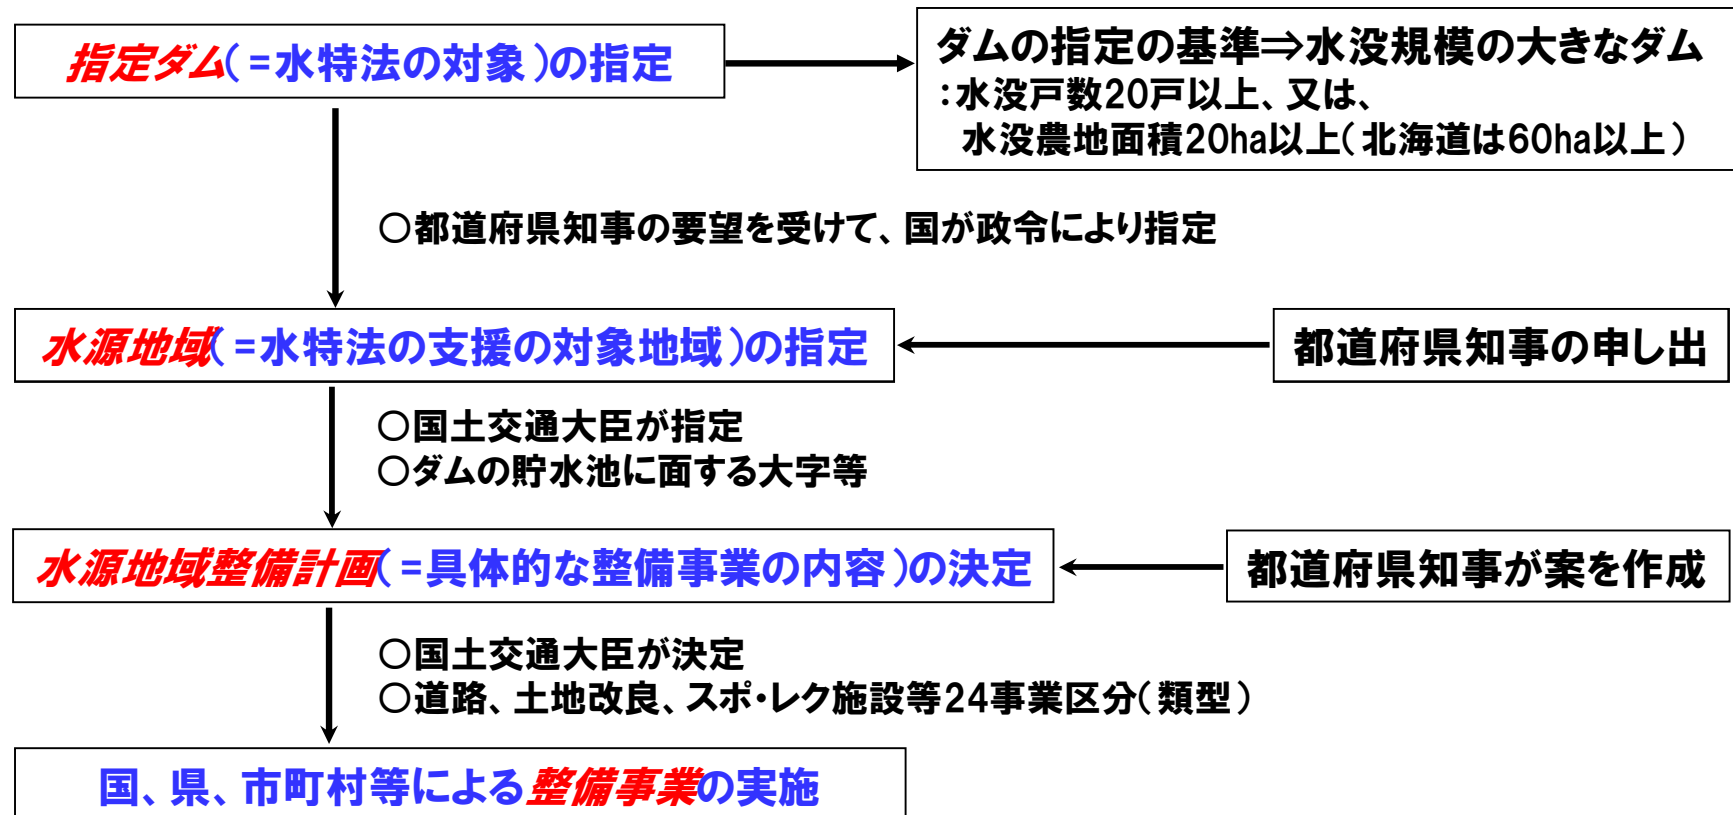 指定ダム(=水特法の対象)の指定
ダムの指定の基準⇒水没規模の大きなダム
:水没戸数20戸以上、又は、
水没農地面積20ha以上(北海道は60ha以上)
○都道府県知事の要望を受けて、国が政令により指定
水源地域(=水特法の支援の対象地域)の指定
都道府県知事の申し出
○国土交通大臣が指定
○ダムの貯水池に面する大字等
水源地域整備計画(=具体的な整備事業の内容)の決定
都道府県知事が案を作成
○国土交通大臣が決定
○道路、土地改良、スポ・レク施設等24事業区分(類型)
国、県、市町村等による整備事業の実施